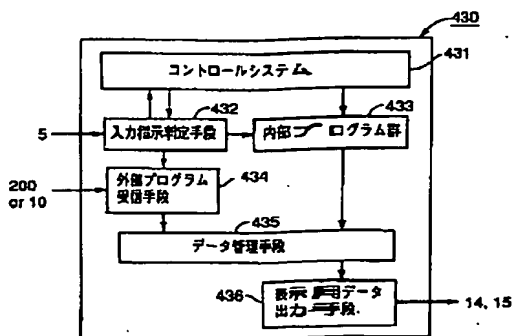 430
431
コントロールシステム
432
433
5
入力指示判定手段
内部プログラム群
外部プログラム
受信手段
434
200
or 10
435
データ管理手段
436
表示 データ
出力 手段
14, 15